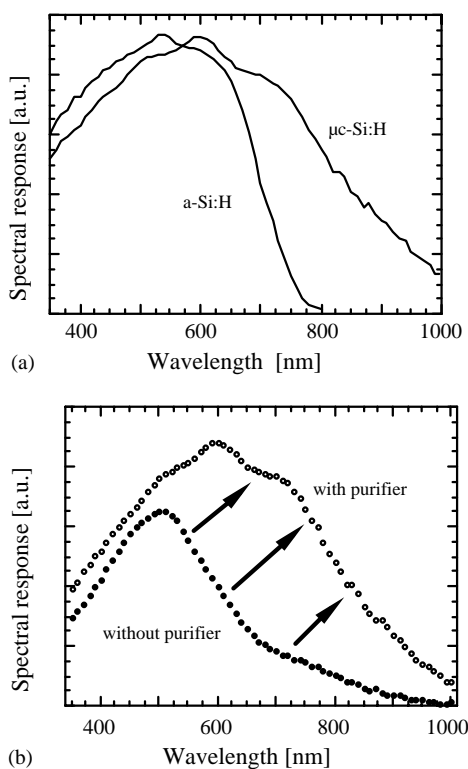 Spectral response [a.u.]
μc-Si:H
a-Si:H
400 600 800 1000
Wavelength [nm]
(a)
Spectral response [a.u.]
with purifier
without purifier
400 600 800 1000
Wavelength [nm]
(b)